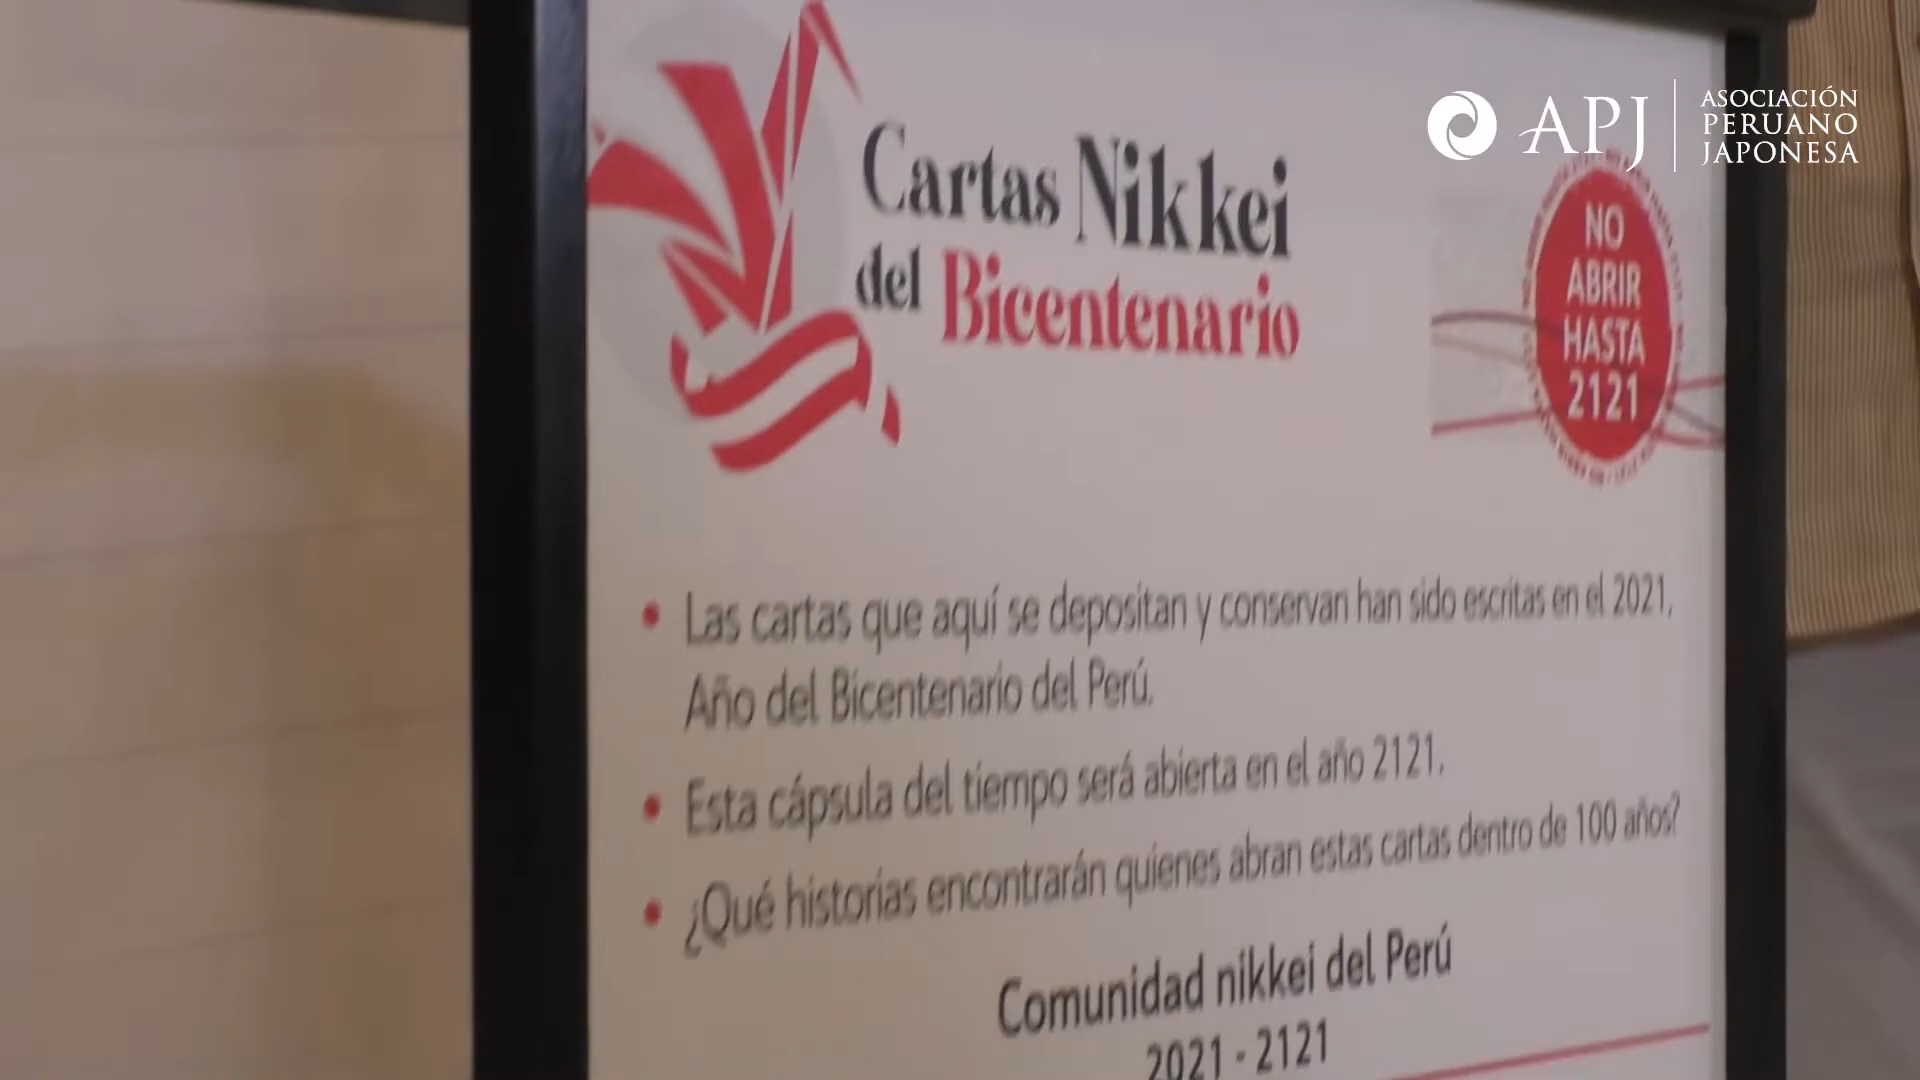 APJ
ASOCIACIÓN
PERUANO
JAPONESA
Cartas Nikkei
del Bicentenario
NO
ABRIR
HASTA
2121
• Las cartas que aquí se depositan y conservan han sido escritas en el 2021,
Año del Bicentenario del Perú.
• Esta cápsula del tiempo será abierta en el año 2121.
• ¿Qué historias encontrarán quienes abran estas cartas dentro de 100 años?
Comunidad nikkei del Perú
2021 - 2121